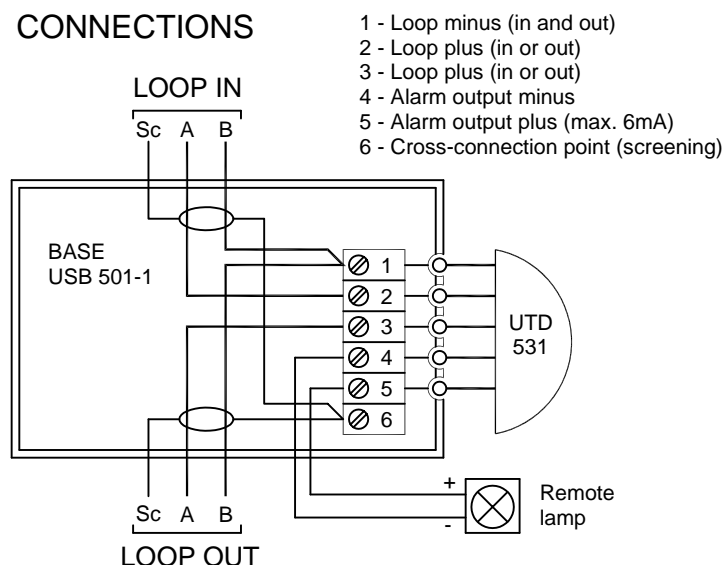 CONNECTIONS
1 - Loop minus (in and out)
2 - Loop plus (in or out)
3 - Loop plus (in or out)
4 - Alarm output minus
5 - Alarm output plus (max. 6mA)
6 - Cross-connection point (screening)
LOOP IN
Sc A B
BASE
USB 501-1
1
2
3
4
5
6
UTD
531
+
-
Remote
lamp
Sc A B
LOOP OUT